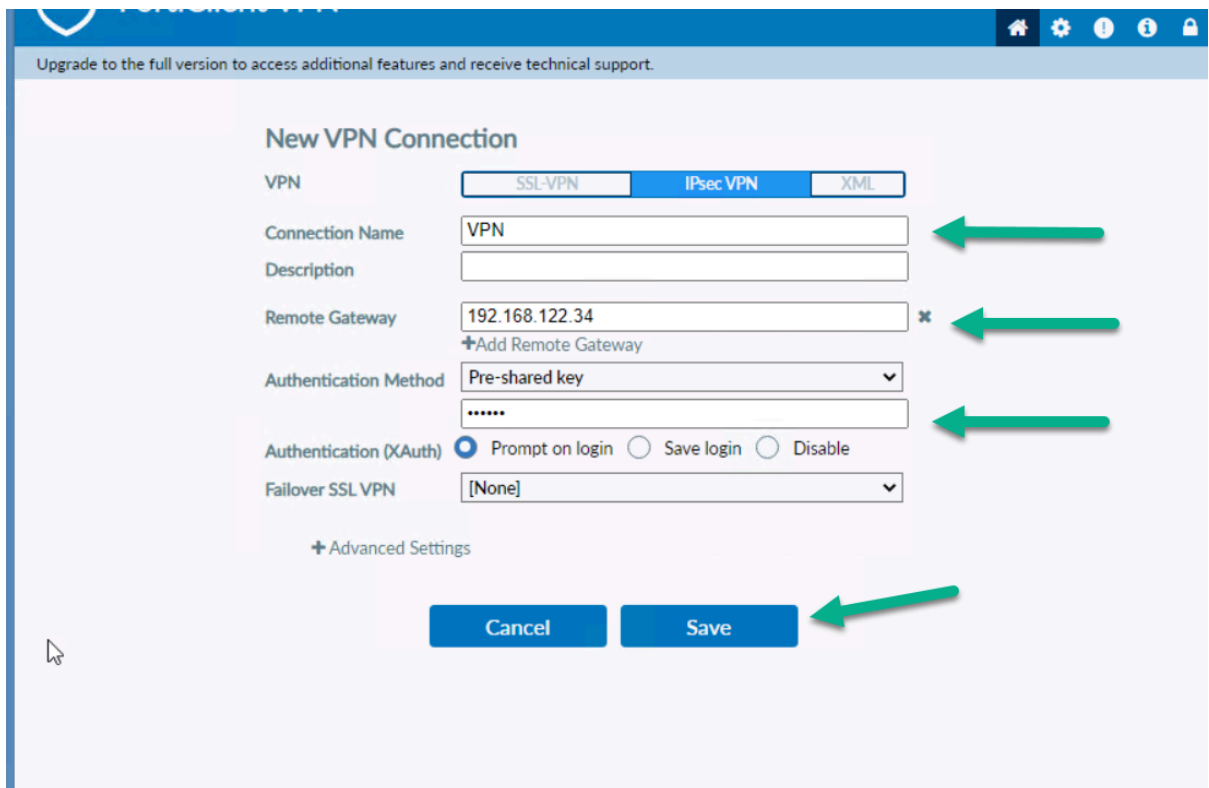 FortiClient VPN
Upgrade to the full version to access additional features and receive technical support.
New VPN Connection
VPN SSL-VPN IPsec VPN XML
Connection Name VPN
Description
Remote Gateway 192.168.122.34
+Add Remote Gateway
Authentication Method Pre-shared key
••••••
Authentication (XAuth) Prompt on login Save login Disable
Failover SSL VPN [None]
+ Advanced Settings
Cancel Save